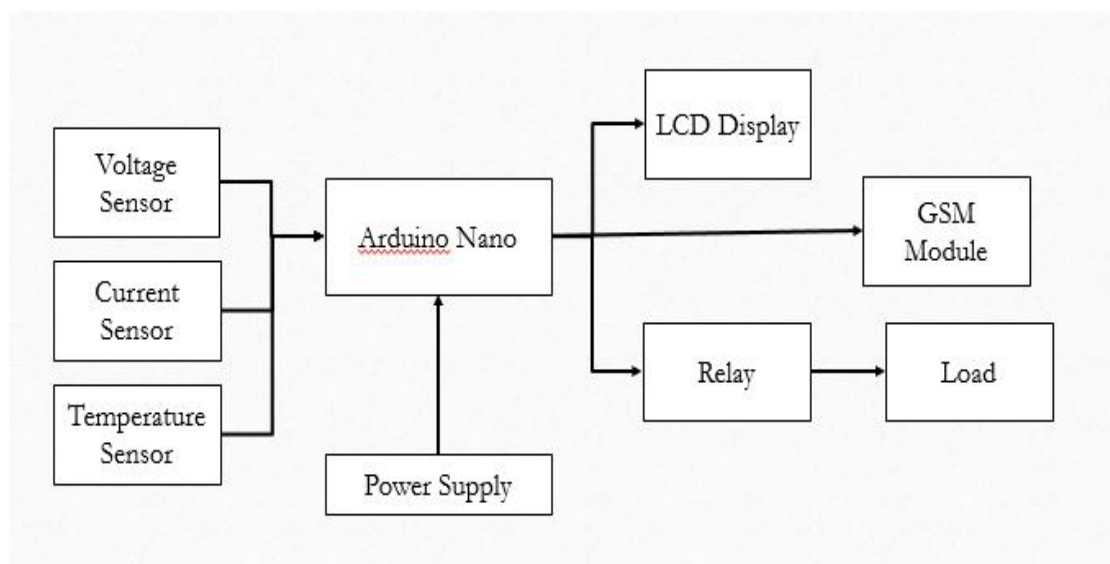 Voltage
Sensor
Current
Sensor
Temperature
Sensor
Arduino Nano
Power Supply
LCD Display
GSM
Module
Relay
Load